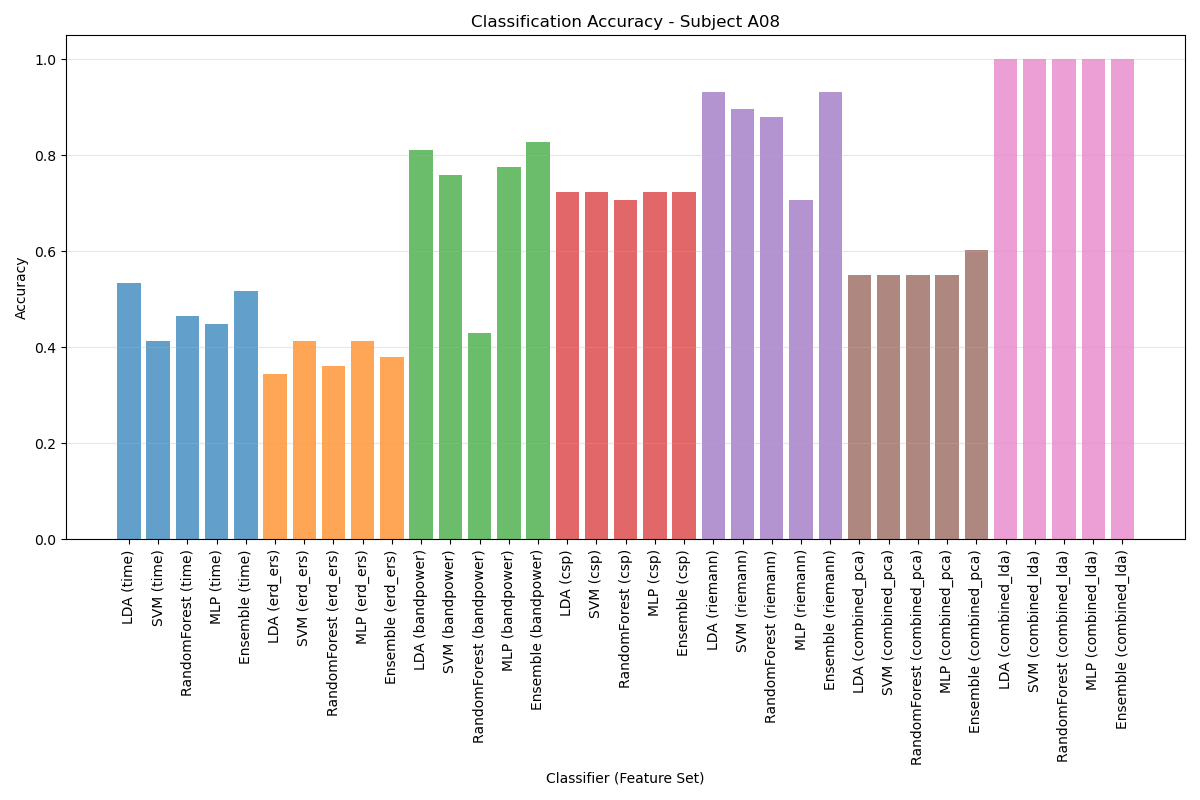 Classification Accuracy - Subject A08
Accuracy
1.0
0.8
0.6
0.4
0.2
0.0
LDA (time)
SVM (time)
RandomForest (time)
MLP (time)
Ensemble (time)
LDA (erd_ers)
SVM (erd_ers)
RandomForest (erd_ers)
MLP (erd_ers)
Ensemble (erd_ers)
LDA (bandpower)
SVM (bandpower)
RandomForest (bandpower)
MLP (bandpower)
Ensemble (bandpower)
LDA (csp)
SVM (csp)
RandomForest (csp)
MLP (csp)
Ensemble (csp)
LDA (riemann)
SVM (riemann)
RandomForest (riemann)
MLP (riemann)
Ensemble (riemann)
LDA (combined_pca)
SVM (combined_pca)
RandomForest (combined_pca)
MLP (combined_pca)
Ensemble (combined_pca)
LDA (combined_lda)
SVM (combined_lda)
RandomForest (combined_lda)
MLP (combined_lda)
Ensemble (combined_lda)
Classifier (Feature Set)